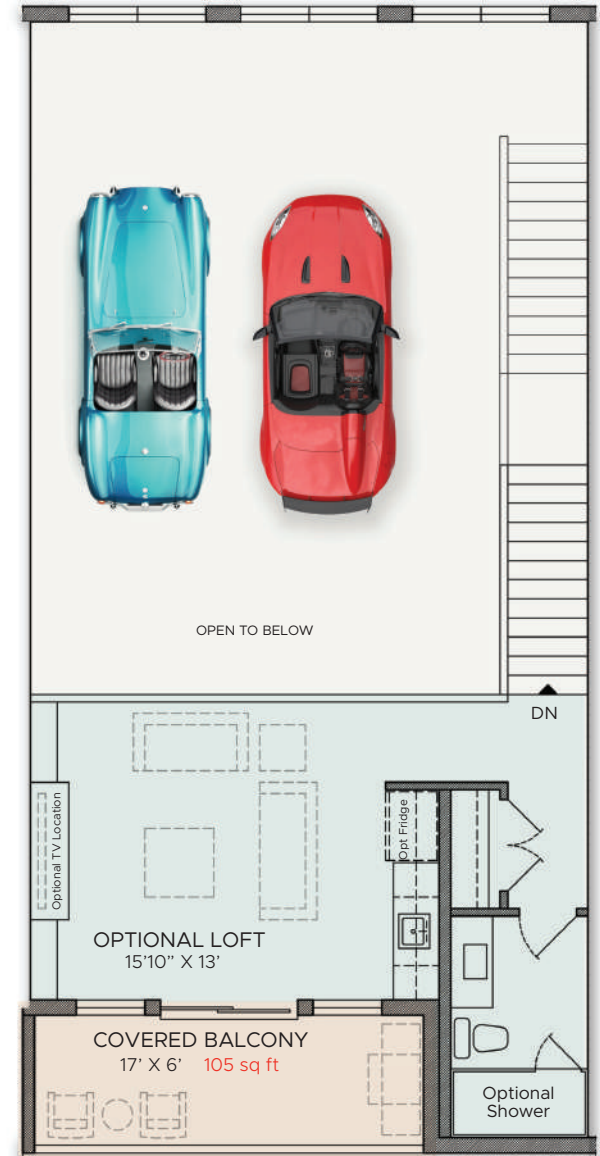 OPEN TO BELOW
DN
Optional TV Location
Opt Fridge
OPTIONAL LOFT
15’10” X 13’
COVERED BALCONY
17’ X 6’ 105 sq ft
Optional
Shower